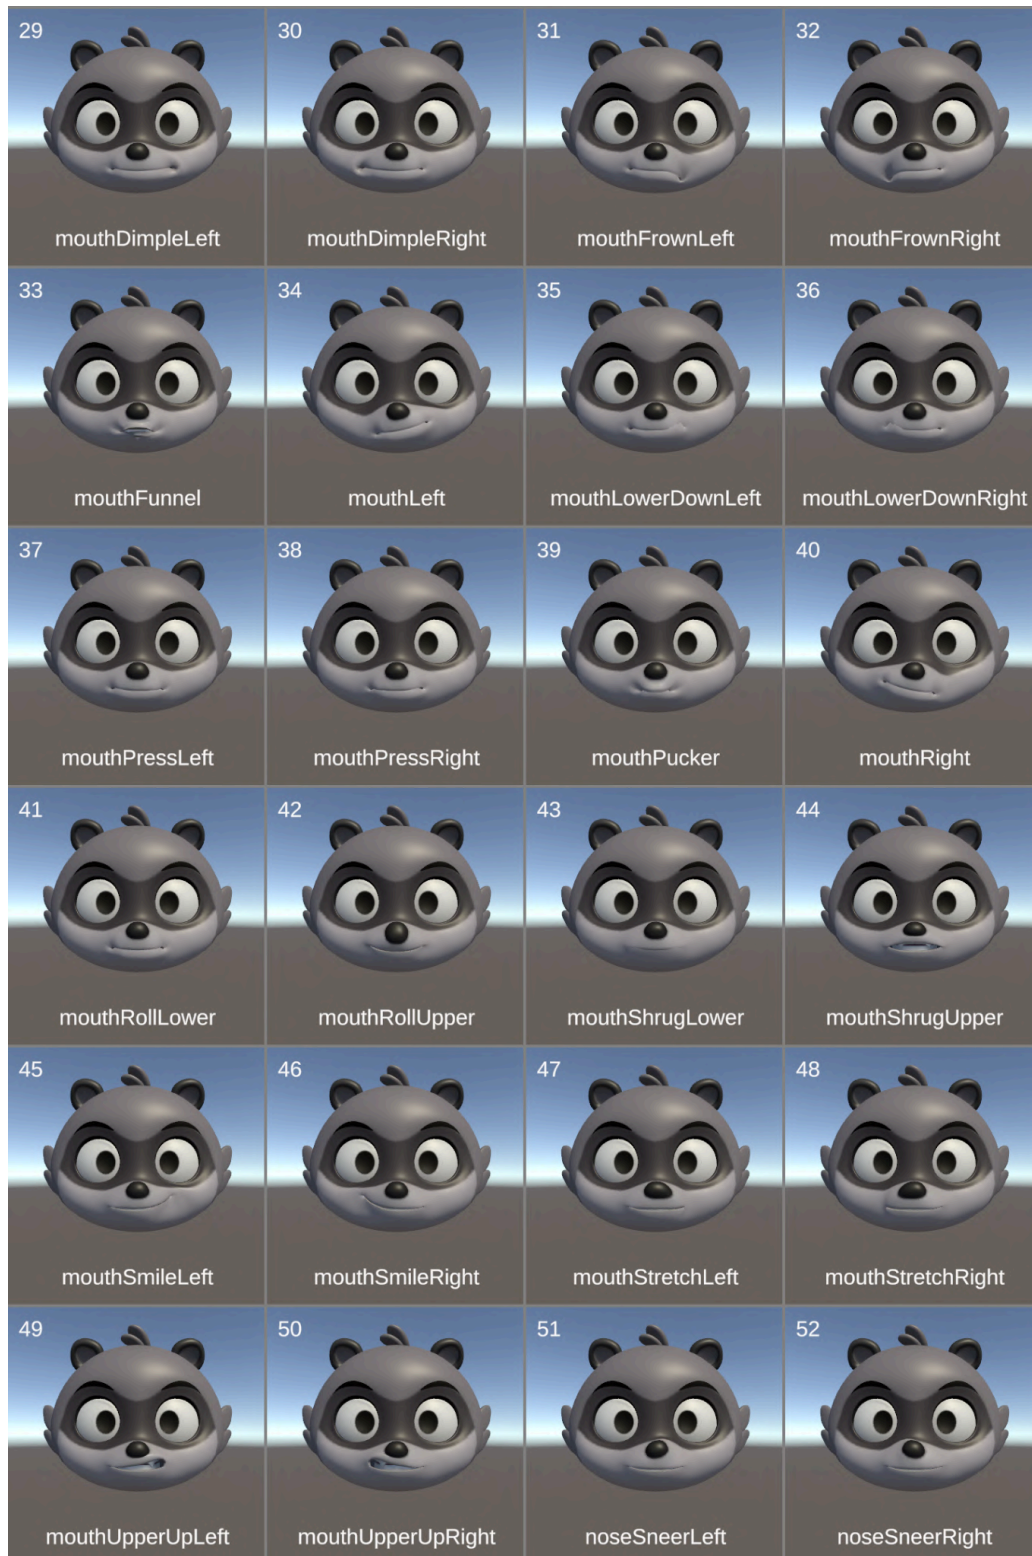 29
mouthDimpleLeft
30
mouthDimpleRight
31
mouthFrownLeft
32
mouthFrownRight
33
mouthFunnel
34
mouthLeft
35
mouthLowerDownLeft
36
mouthLowerDownRight
37
mouthPressLeft
38
mouthPressRight
39
mouthPucker
40
mouthRight
41
mouthRollLower
42
mouthRollUpper
43
mouthShrugLower
44
mouthShrugUpper
45
mouthSmileLeft
46
mouthSmileRight
47
mouthStretchLeft
48
mouthStretchRight
49
mouthUpperUpLeft
50
mouthUpperUpRight
51
noseSneerLeft
52
noseSneerRight